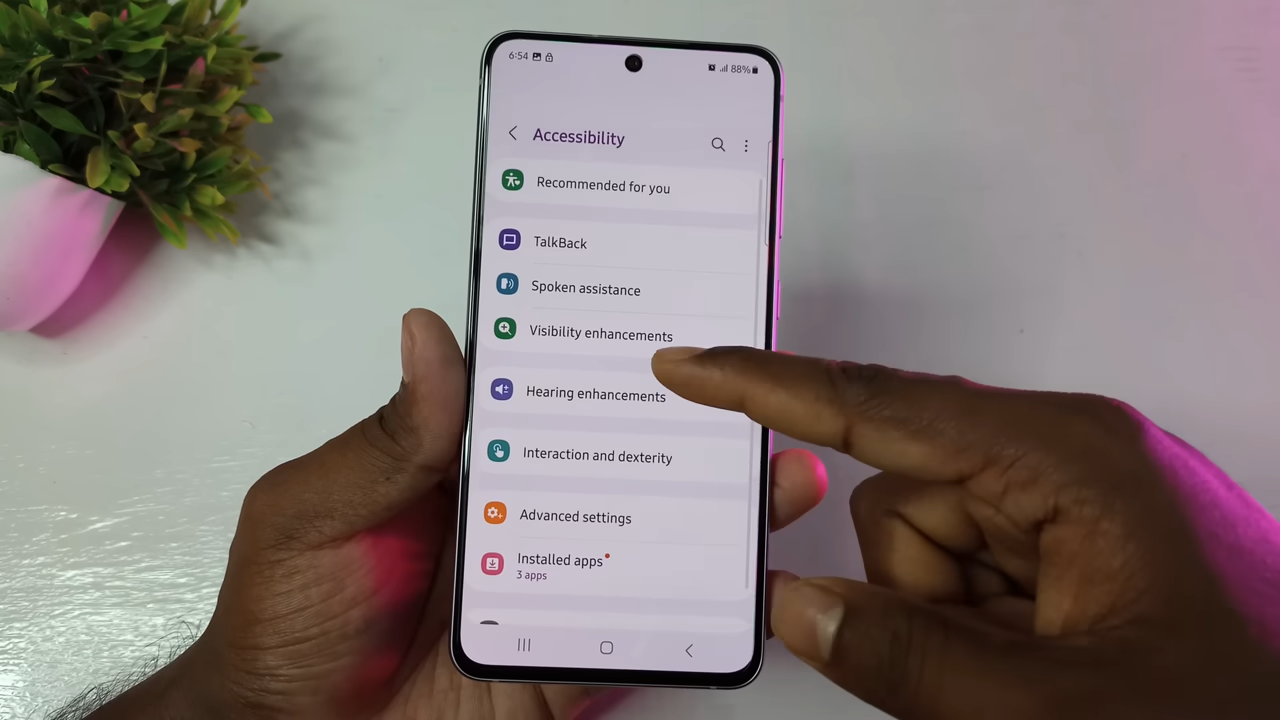 6:54 88%
Accessibility
Recommended for you
TalkBack
Spoken assistance
Visibility enhancements
Hearing enhancements
Interaction and dexterity
Advanced settings
Installed apps
3 apps